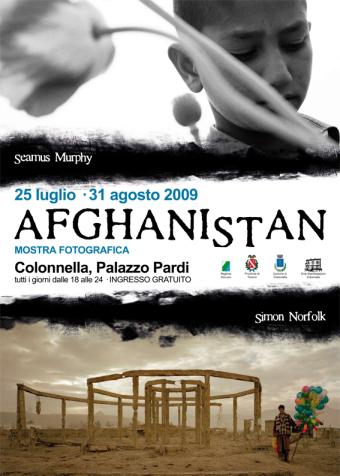 Seamus Murphy
25 luglio · 31 agosto 2009
AFGHANISTAN
MOSTRA FOTOGRAFICA
Colonnella, Palazzo Pardi
tutti i giorni dalle 18 alle 24 · INGRESSO GRATUITO
Simon Norfolk